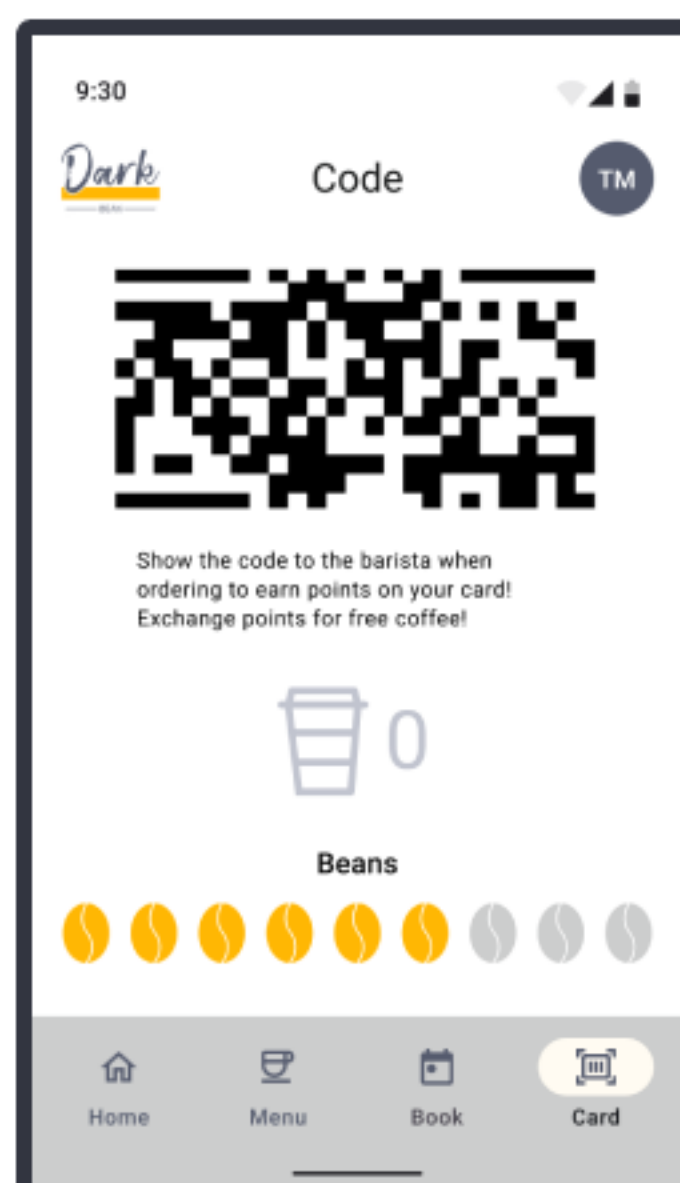 9:30
Dark
BEAN
Code
TM
Show the code to the barista when
ordering to earn points on your card!
Exchange points for free coffee!
0
Beans
Home
Menu
Book
Card